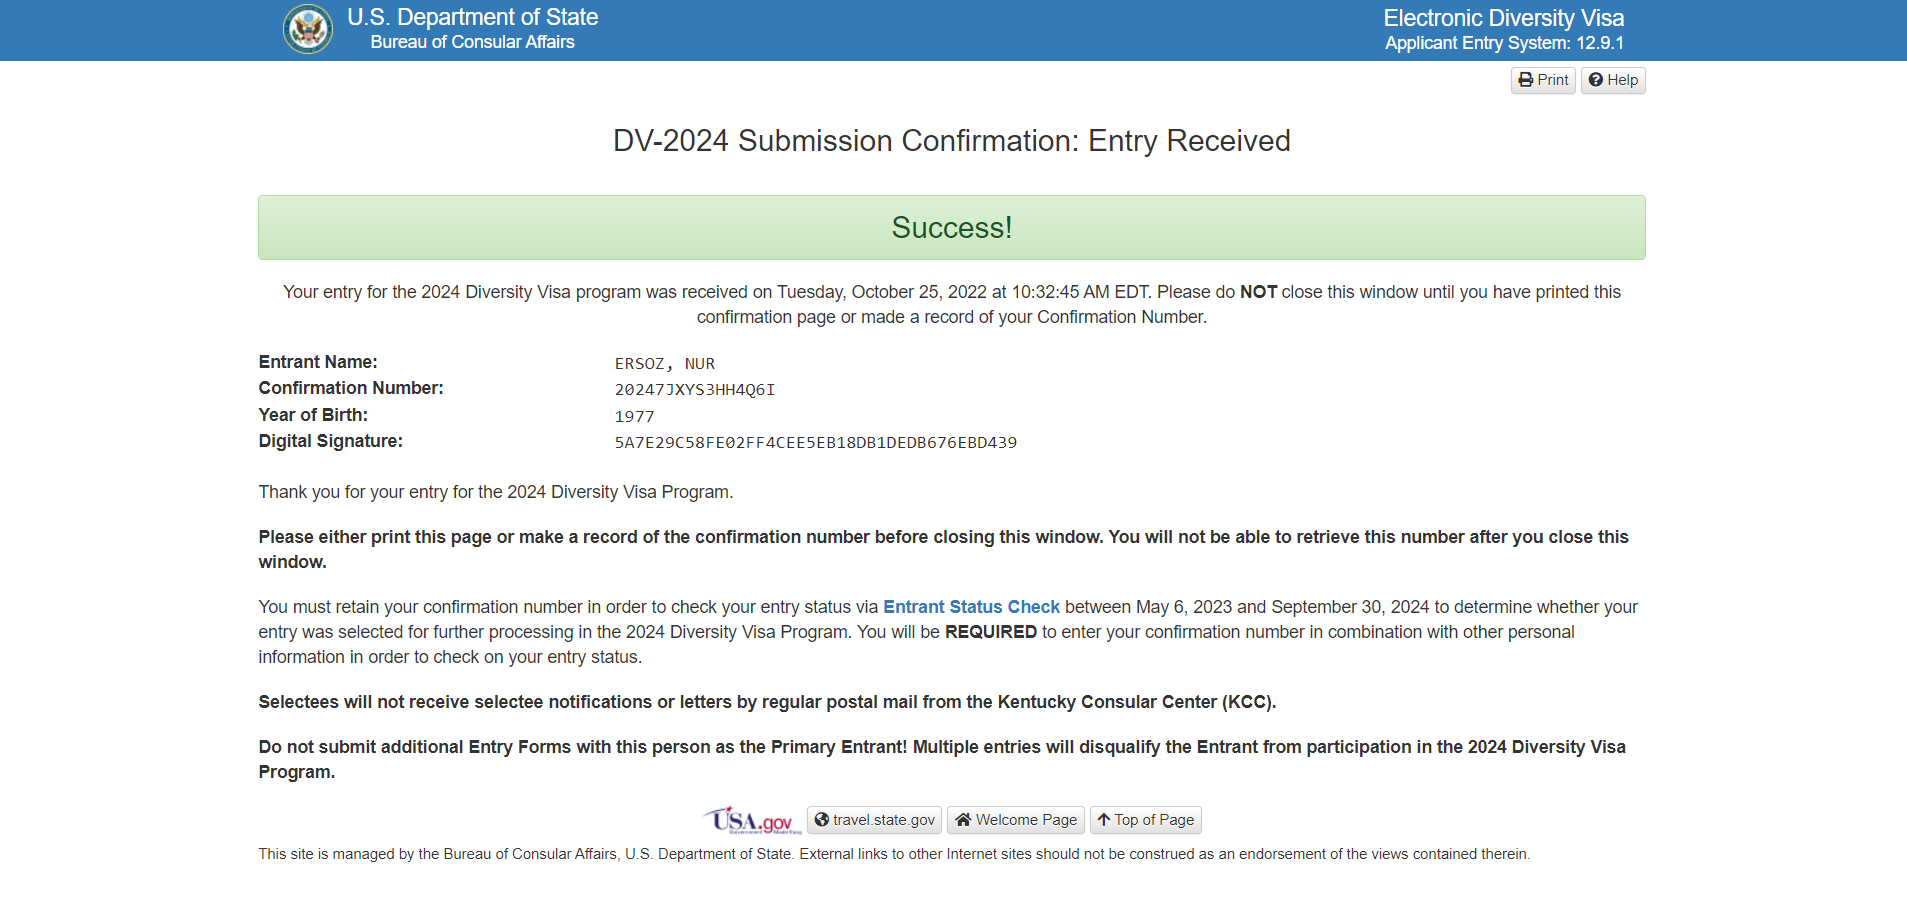 U.S. Department of State
Bureau of Consular Affairs
Electronic Diversity Visa
Applicant Entry System: 12.9.1
Print
Help
DV-2024 Submission Confirmation: Entry Received
Success!
Your entry for the 2024 Diversity Visa program was received on Tuesday, October 25, 2022 at 10:32:45 AM EDT. Please do NOT close this window until you have printed this
confirmation page or made a record of your Confirmation Number.
Entrant Name: ERSOZ, NUR
Confirmation Number: 20247JXYS3HH4Q6I
Year of Birth: 1977
Digital Signature: 5A7E29C58FE02FF4CEE5EB18DB1DEDB676EBD439
Thank you for your entry for the 2024 Diversity Visa Program.
Please either print this page or make a record of the confirmation number before closing this window. You will not be able to retrieve this number after you close this
window.
You must retain your confirmation number in order to check your entry status via Entrant Status Check between May 6, 2023 and September 30, 2024 to determine whether your
entry was selected for further processing in the 2024 Diversity Visa Program. You will be REQUIRED to enter your confirmation number in combination with other personal
information in order to check on your entry status.
Selectees will not receive selectee notifications or letters by regular postal mail from the Kentucky Consular Center (KCC).
Do not submit additional Entry Forms with this person as the Primary Entrant! Multiple entries will disqualify the Entrant from participation in the 2024 Diversity Visa
Program.
USA.gov
travel.state.gov
Welcome Page
Top of Page
This site is managed by the Bureau of Consular Affairs, U.S. Department of State. External links to other Internet sites should not be construed as an endorsement of the views contained therein.